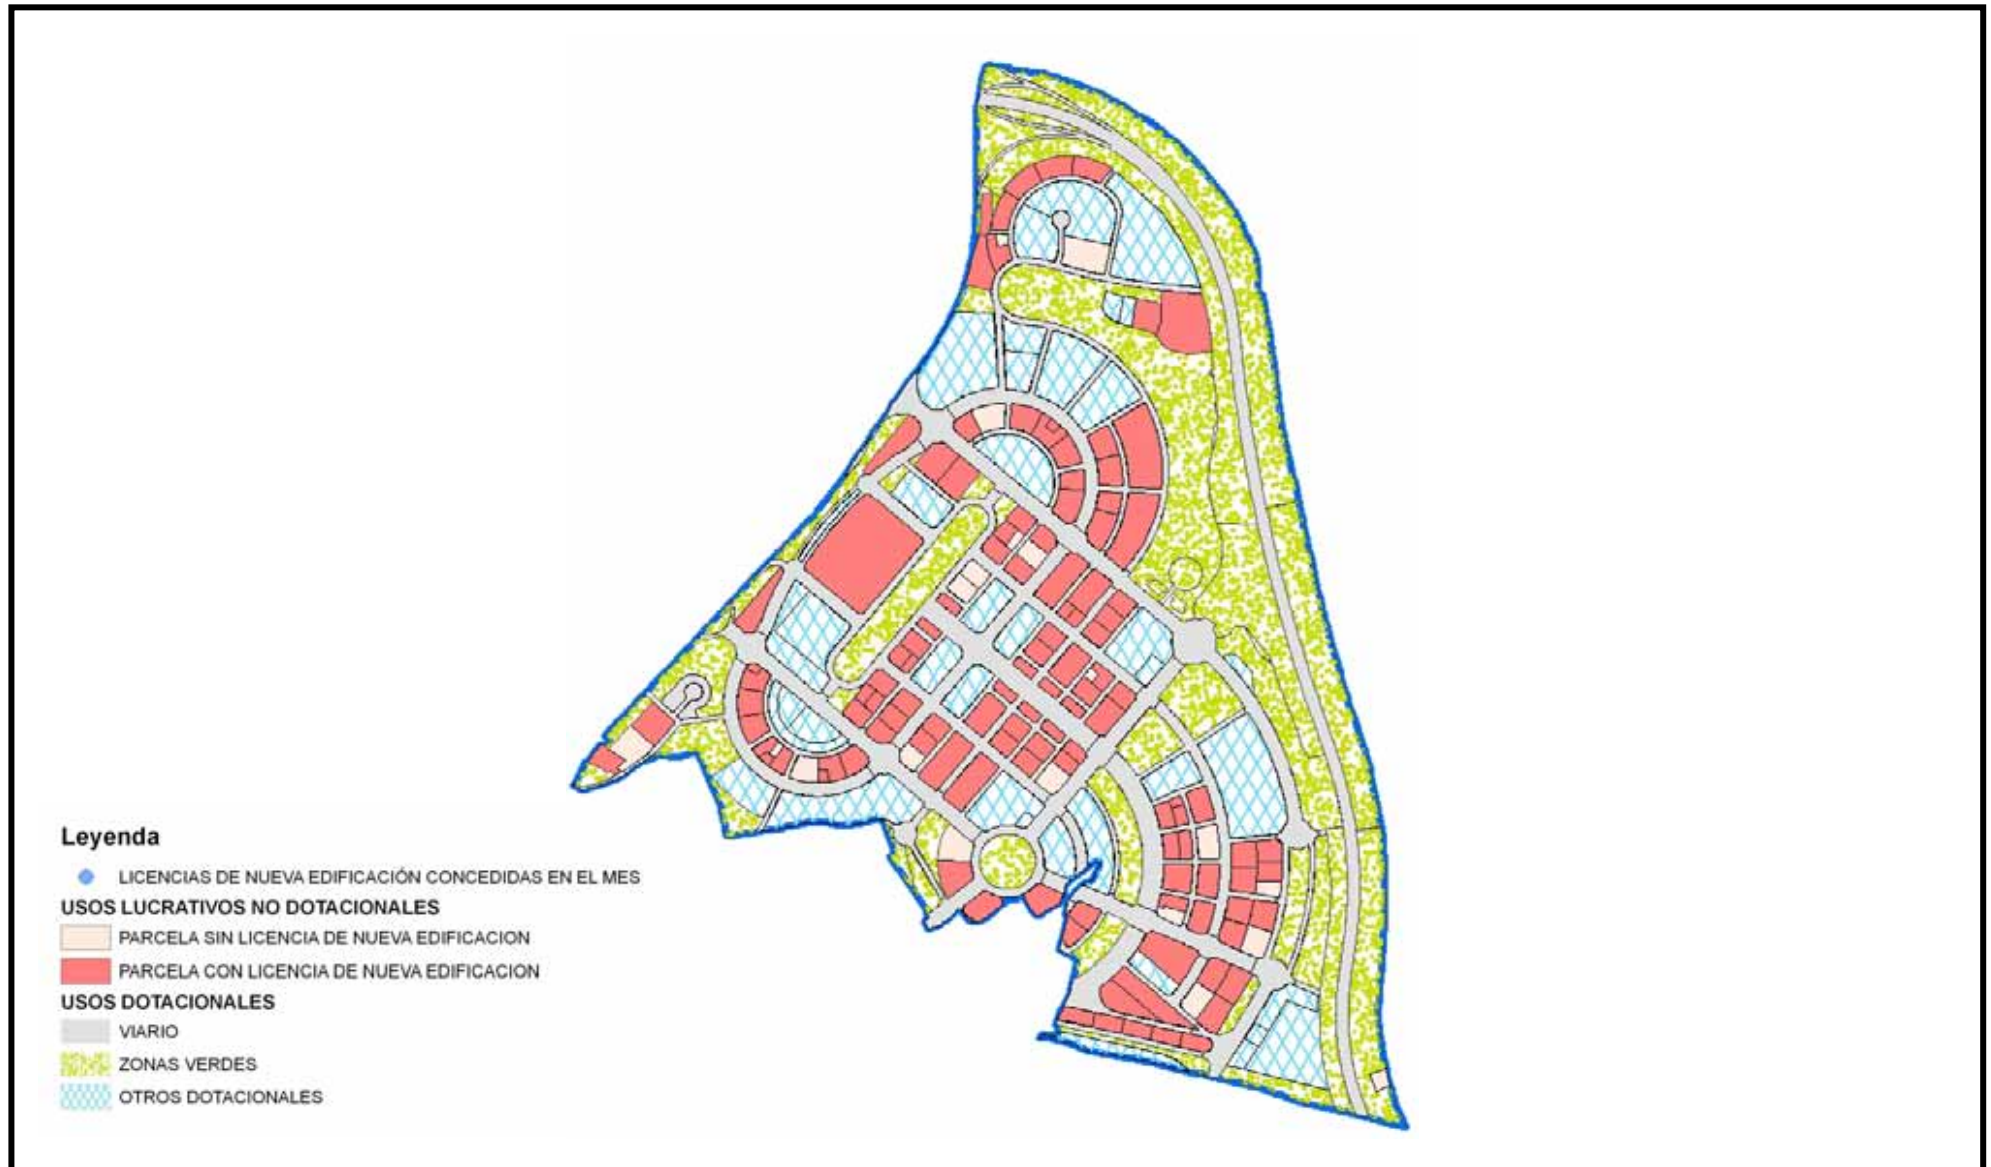 Leyenda
LICENCIAS DE NUEVA EDIFICACIÓN CONCEDIDAS EN EL MES
USOS LUCRATIVOS NO DOTACIONALES
PARCELA SIN LICENCIA DE NUEVA EDIFICACION
PARCELA CON LICENCIA DE NUEVA EDIFICACION
USOS DOTACIONALES
VIARIO
ZONAS VERDES
OTROS DOTACIONALES